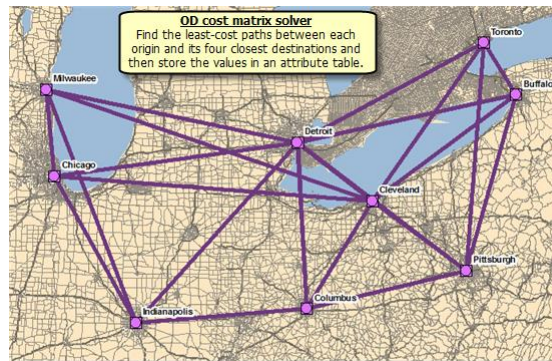 OD cost matrix solver
Find the least-cost paths between each
origin and its four closest destinations and
then store the values in an attribute table.
Toronto
Milwaukee
Buffalo
Detroit
Chicago
Cleveland
Pittsburgh
Columbus
Indianapolis